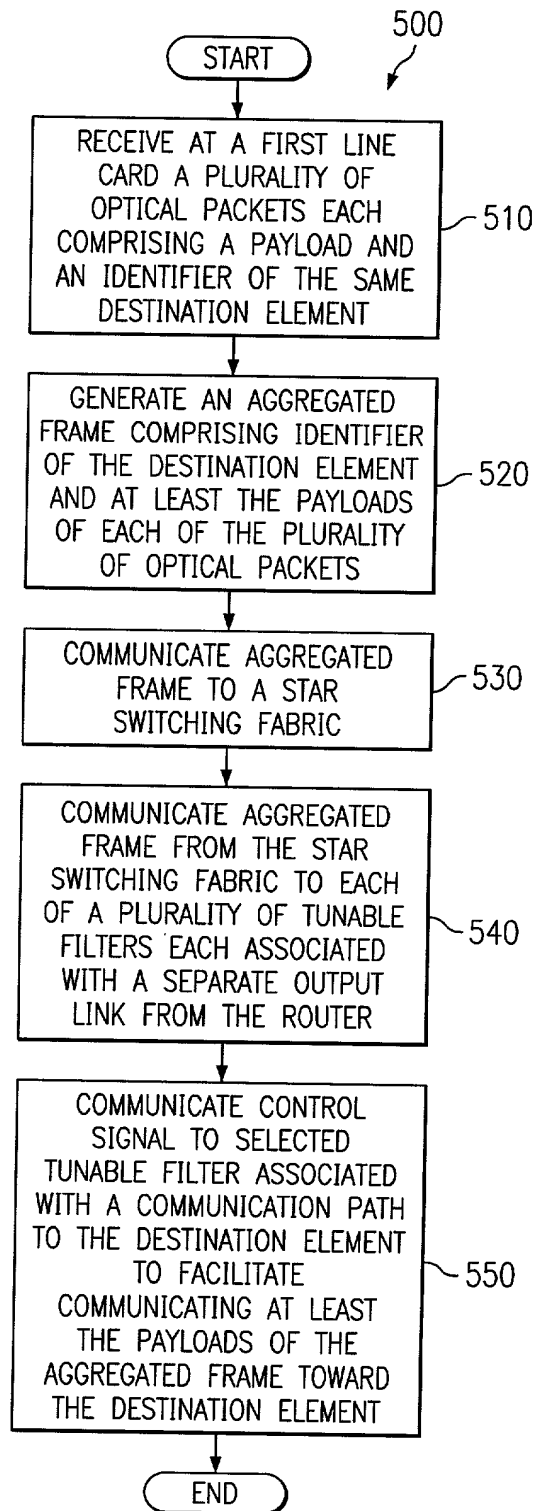 500
START
RECEIVE AT A FIRST LINE
CARD A PLURALITY OF
OPTICAL PACKETS EACH
COMPRISING A PAYLOAD AND
AN IDENTIFIER OF THE SAME
DESTINATION ELEMENT
510
GENERATE AN AGGREGATED
FRAME COMPRISING IDENTIFIER
OF THE DESTINATION ELEMENT
AND AT LEAST THE PAYLOADS
OF EACH OF THE PLURALITY
OF OPTICAL PACKETS
520
COMMUNICATE AGGREGATED
FRAME TO A STAR
SWITCHING FABRIC
530
COMMUNICATE AGGREGATED
FRAME FROM THE STAR
SWITCHING FABRIC TO EACH
OF A PLURALITY OF TUNABLE
FILTERS EACH ASSOCIATED
WITH A SEPARATE OUTPUT
LINK FROM THE ROUTER
540
COMMUNICATE CONTROL
SIGNAL TO SELECTED
TUNABLE FILTER ASSOCIATED
WITH A COMMUNICATION PATH
TO THE DESTINATION ELEMENT
TO FACILITATE
COMMUNICATING AT LEAST
THE PAYLOADS OF THE
AGGREGATED FRAME TOWARD
THE DESTINATION ELEMENT
550
END